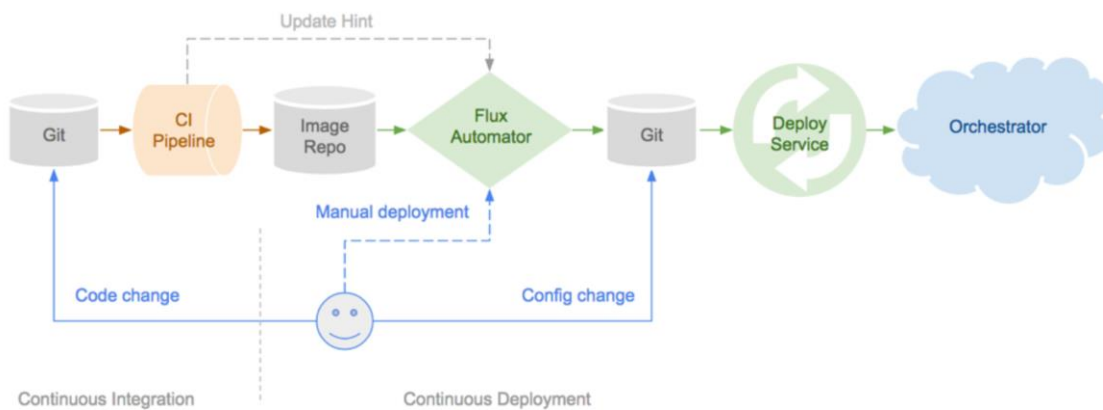 Update Hint
Git
CI
Pipeline
Image
Repo
Flux
Automator
Git
Deploy
Service
Orchestrator
Manual deployment
Code change
Config change
Continuous Integration
Continuous Deployment